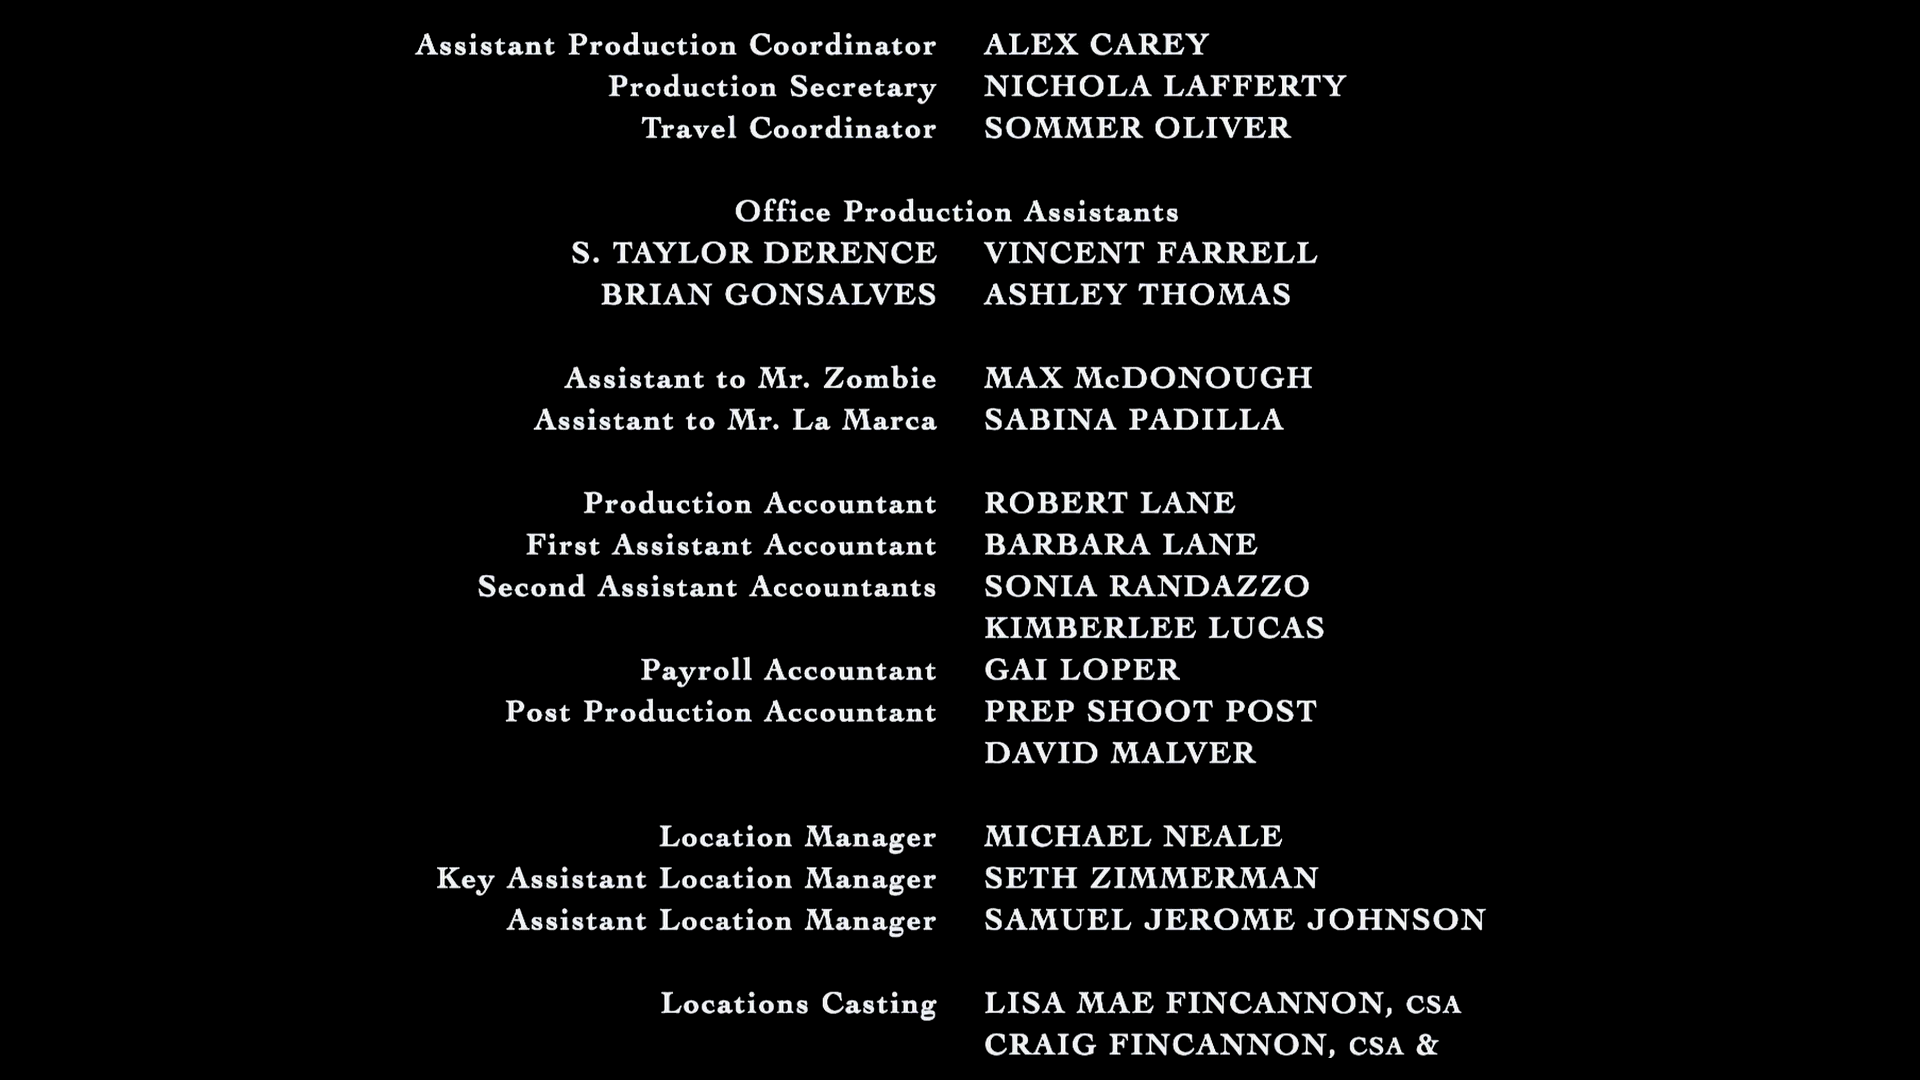 Assistant Production Coordinator ALEX CAREY
Production Secretary NICHOLA LAFFERTY
Travel Coordinator SOMMER OLIVER
Office Production Assistants
S. TAYLOR DERENCE VINCENT FARRELL
BRIAN GONSALVES ASHLEY THOMAS
Assistant to Mr. Zombie MAX McDONOUGH
Assistant to Mr. La Marca SABINA PADILLA
Production Accountant ROBERT LANE
First Assistant Accountant BARBARA LANE
Second Assistant Accountants SONIA RANDAZZO
KIMBERLEE LUCAS
Payroll Accountant GAI LOPER
Post Production Accountant PREP SHOOT POST
DAVID MALVER
Location Manager MICHAEL NEALE
Key Assistant Location Manager SETH ZIMMERMAN
Assistant Location Manager SAMUEL JEROME JOHNSON
Locations Casting LISA MAE FINCANNON, CSA
CRAIG FINCANNON, CSA &